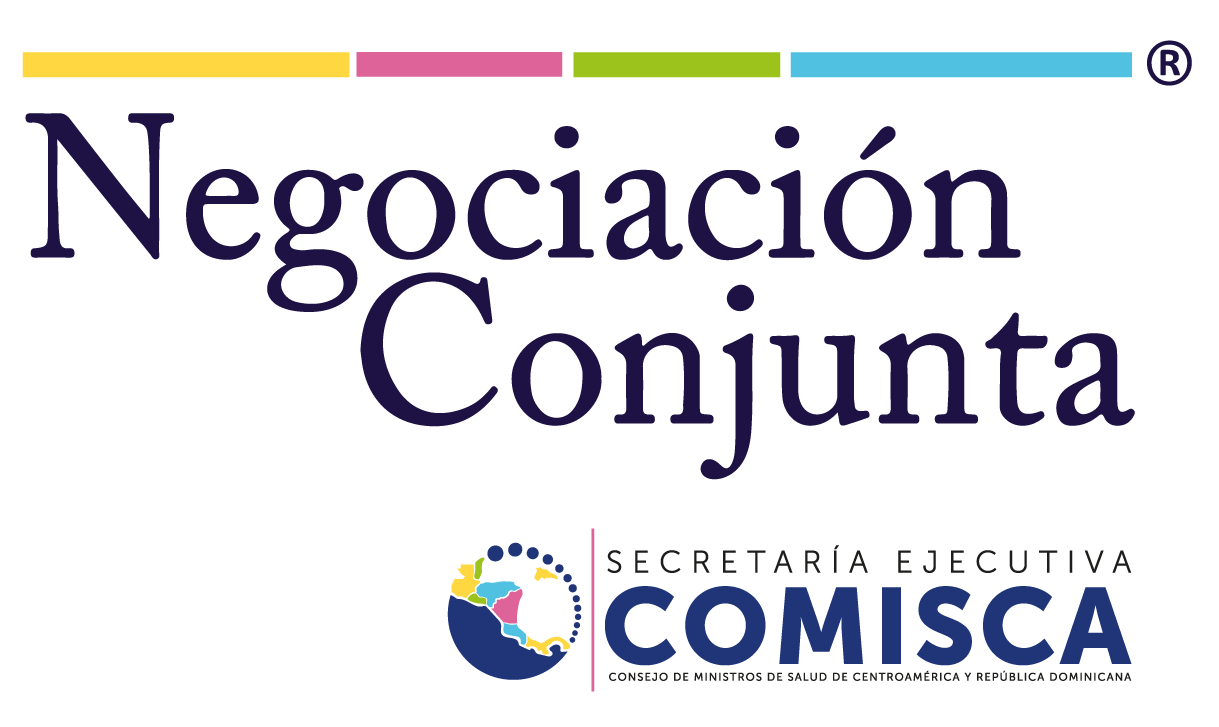 ®
Negociación
Conjunta
SECRETARÍA EJECUTIVA
COMISCA
CONSEJO DE MINISTROS DE SALUD DE CENTROAMÉRICA Y REPÚBLICA DOMINICANA